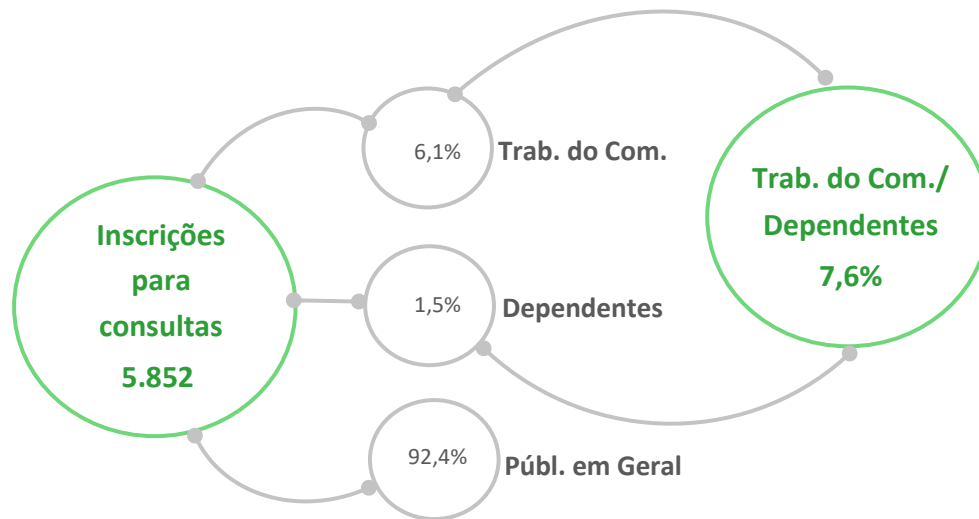 Inscrições
para
consultas
5.852
6,1%
Trab. do Com.
1,5%
Dependentes
92,4%
Públ. em Geral
Trab. do Com./
Dependentes
7,6%